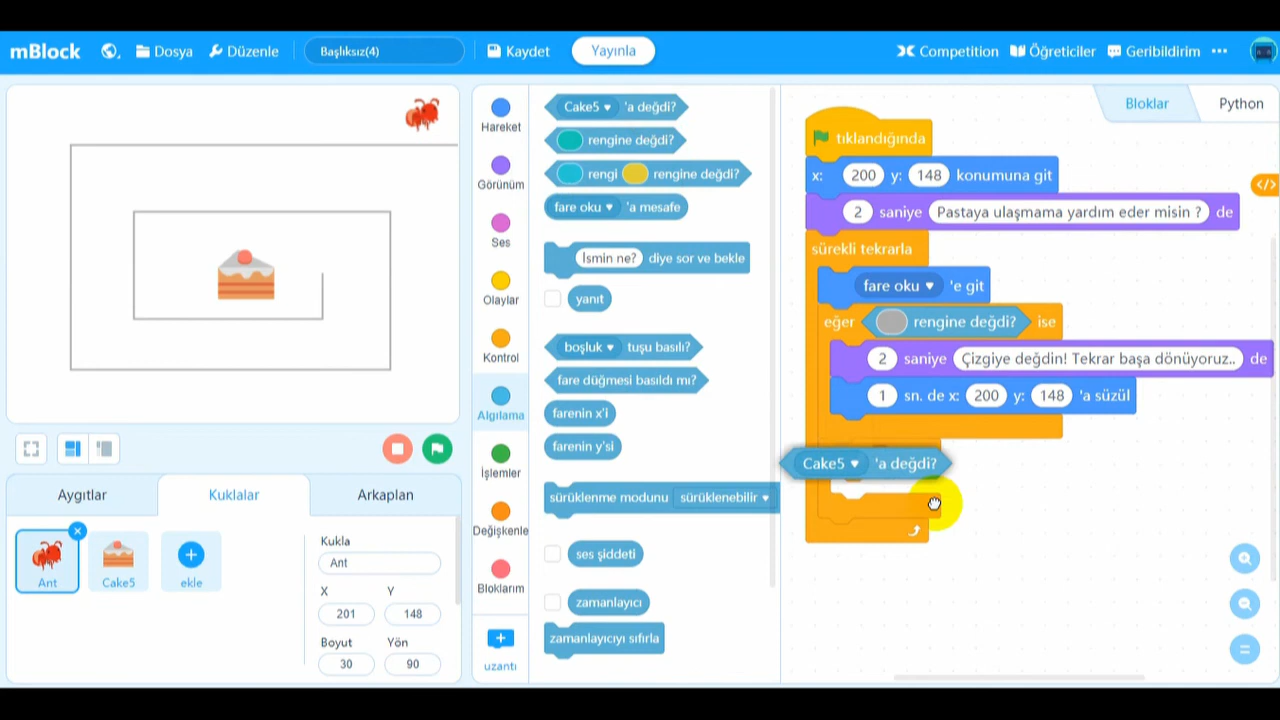 mBlock
Dosya
Düzenle
Başlıksız(4)
Kaydet
Yayınla
Competition
Öğreticiler
Geribildirim
Hareket
Görünüm
Ses
Olaylar
Kontrol
Algılama
İşlemler
Değişkenle
Bloklarım
uzantı
Cake5 'a değdi?
rengine değdi?
rengi rengine değdi?
fare oku 'a mesafe
İsmin ne? diye sor ve bekle
yanıt
boşluk tuşu basılı?
fare düğmesi basıldı mı?
farenin x'i
farenin y'si
sürüklenme modunu sürüklenebilir
ses şiddeti
zamanlayıcı
zamanlayıcıyı sıfırla
Bloklar
Python
tıklandığında
x: 200 y: 148 konumuna git
2 saniye Pastaya ulaşmama yardım eder misin ? de
sürekli tekrarla
fare oku 'e git
eğer rengine değdi? ise
2 saniye Çizgiye değdin! Tekrar başa dönüyoruz.. de
1 sn. de x: 200 y: 148 'a süzül
Cake5 'a değdi?
Aygıtlar
Kuklalar
Arkaplan
Ant
Cake5
ekle
Kukla
Ant
X Y
201 148
Boyut Yön
30 90